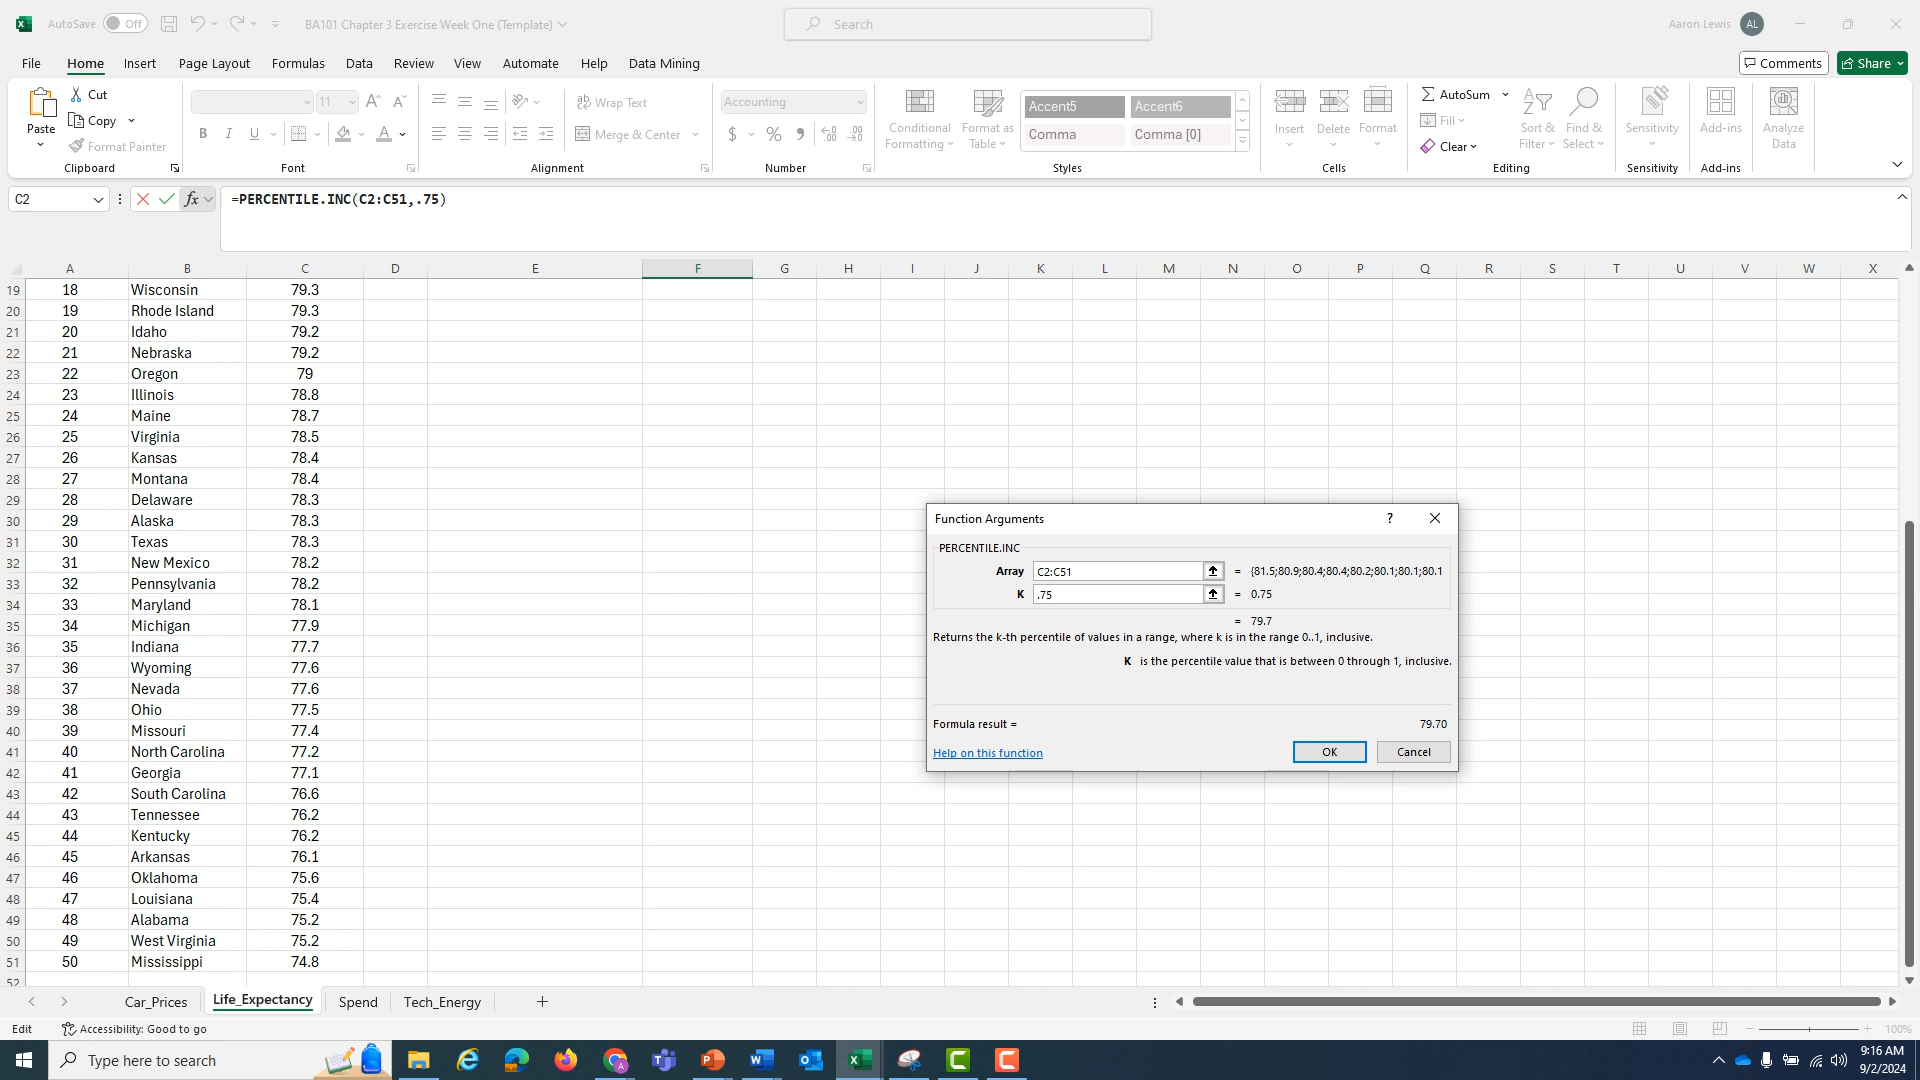 AutoSave Off BA101 Chapter 3 Exercise Week One (Template) Search Aaron Lewis AL
File Home Insert Page Layout Formulas Data Review View Automate Help Data Mining Comments Share
Paste Cut Copy Format Painter Clipboard
11 B I U A Font
Wrap Text Merge & Center Alignment
Accounting $ % Number
Conditional Formatting Format as Table Accent5 Accent6 Comma Comma [0] Styles
Insert Delete Format Cells
AutoSum Fill Clear Sort & Filter Find & Select Editing
Sensitivity Sensitivity
Add-ins Add-ins
Analyze Data
C2 fx =PERCENTILE.INC(C2:C51,.75)
A B C D E F G H I J K L M N O P Q R S T U V W X
19 18 Wisconsin 79.3
20 19 Rhode Island 79.3
21 20 Idaho 79.2
22 21 Nebraska 79.2
23 22 Oregon 79
24 23 Illinois 78.8
25 24 Maine 78.7
26 25 Virginia 78.5
27 26 Kansas 78.4
28 27 Montana 78.4
29 28 Delaware 78.3
30 29 Alaska 78.3
31 30 Texas 78.3
32 31 New Mexico 78.2
33 32 Pennsylvania 78.2
34 33 Maryland 78.1
35 34 Michigan 77.9
36 35 Indiana 77.7
37 36 Wyoming 77.6
38 37 Nevada 77.6
39 38 Ohio 77.5
40 39 Missouri 77.4
41 40 North Carolina 77.2
42 41 Georgia 77.1
43 42 South Carolina 76.6
44 43 Tennessee 76.2
45 44 Kentucky 76.2
46 45 Arkansas 76.1
47 46 Oklahoma 75.6
48 47 Louisiana 75.4
49 48 Alabama 75.2
50 49 West Virginia 75.2
51 50 Mississippi 74.8
52
Function Arguments ?
PERCENTILE.INC
Array C2:C51 = {81.5;80.9;80.4;80.4;80.2;80.1;80.1;80.1
K .75 = 0.75
= 79.7
Returns the k-th percentile of values in a range, where k is in the range 0..1, inclusive.
K is the percentile value that is between 0 through 1, inclusive.
Formula result = 79.70
Help on this function OK Cancel
Car_Prices Life_Expectancy Spend Tech_Energy +
Edit Accessibility: Good to go 100%
Type here to search 9:16 AM
9/2/2024